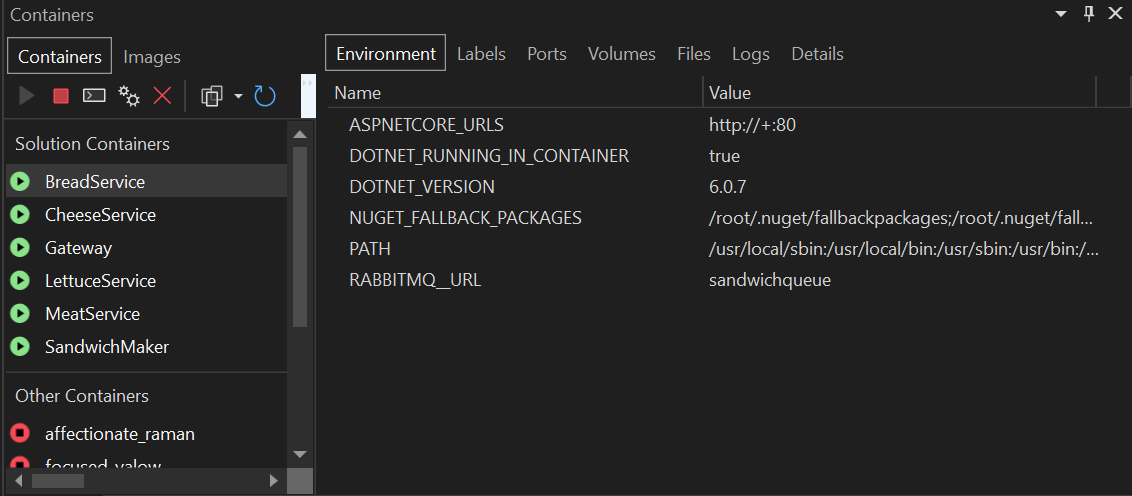 Containers
Containers Images
Solution Containers
BreadService
CheeseService
Gateway
LettuceService
MeatService
SandwichMaker
Other Containers
affectionate_raman
focused_yalow
Environment Labels Ports Volumes Files Logs Details
Name Value
ASPNETCORE_URLS http://+:80
DOTNET_RUNNING_IN_CONTAINER true
DOTNET_VERSION 6.0.7
NUGET_FALLBACK_PACKAGES /root/.nuget/fallbackpackages;/root/.nuget/fall...
PATH /usr/local/sbin:/usr/local/bin:/usr/sbin:/usr/bin:/...
RABBITMQ__URL sandwichqueue